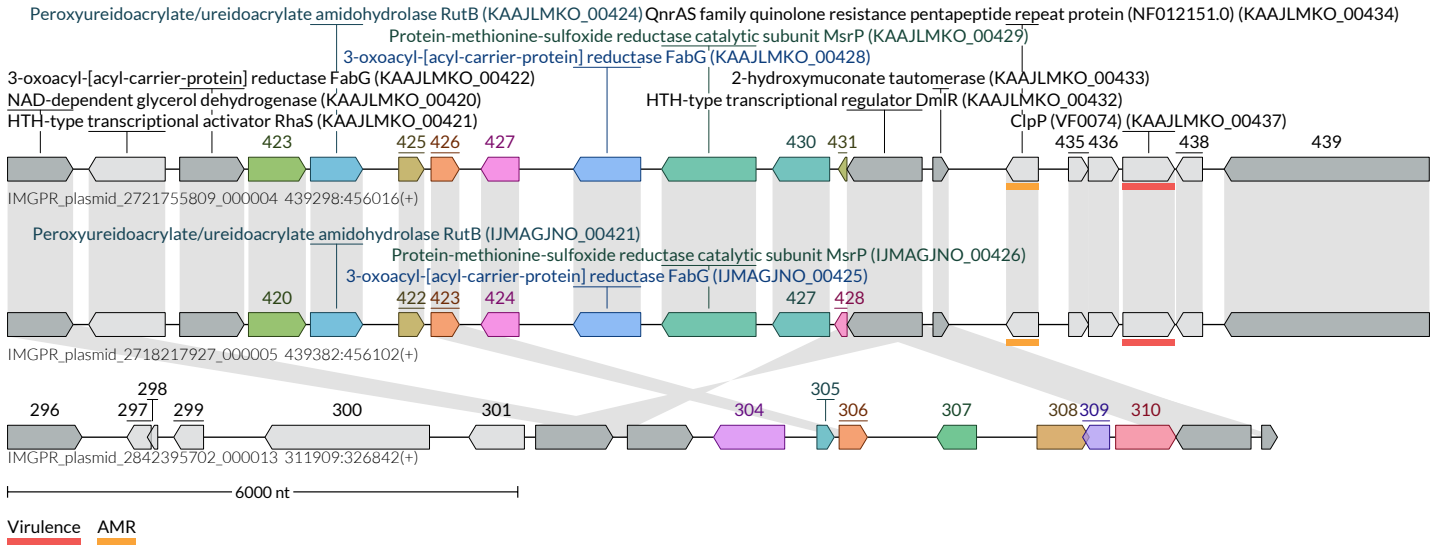 Peroxyureidoacrylate/ureidoacrylate amidohydrolase RutB (KAAJLMKO_00424) QnrAS family quinolone resistance pentapeptide repeat protein (NF012151.0) (KAAJLMKO_00434)
Protein-methionine-sulfoxide reductase catalytic subunit MsrP (KAAJLMKO_00429)
3-oxoacyl-[acyl-carrier-protein] reductase FabG (KAAJLMKO_00428)
3-oxoacyl-[acyl-carrier-protein] reductase FabG (KAAJLMKO_00422) 2-hydroxymuconate tautomerase (KAAJLMKO_00433)
NAD-dependent glycerol dehydrogenase (KAAJLMKO_00420) HTH-type transcriptional regulator DmlR (KAAJLMKO_00432)
HTH-type transcriptional activator RhaS (KAAJLMKO_00421) ClpP (VF0074) (KAAJLMKO_00437)
423 425 426 427 430 431 435 436 438 439
IMGPR_plasmid_2721755809_000004 439298:456016(+)
Peroxyureidoacrylate/ureidoacrylate amidohydrolase RutB (IJMAGJNO_00421)
Protein-methionine-sulfoxide reductase catalytic subunit MsrP (IJMAGJNO_00426)
3-oxoacyl-[acyl-carrier-protein] reductase FabG (IJMAGJNO_00425)
420 422 423 424 427 428
IMGPR_plasmid_2718217927_000005 439382:456102(+)
298 305
296 297 299 300 301 304 306 307 308 309 310
IMGPR_plasmid_2842395702_000013 311909:326842(+)
6000 nt
Virulence AMR